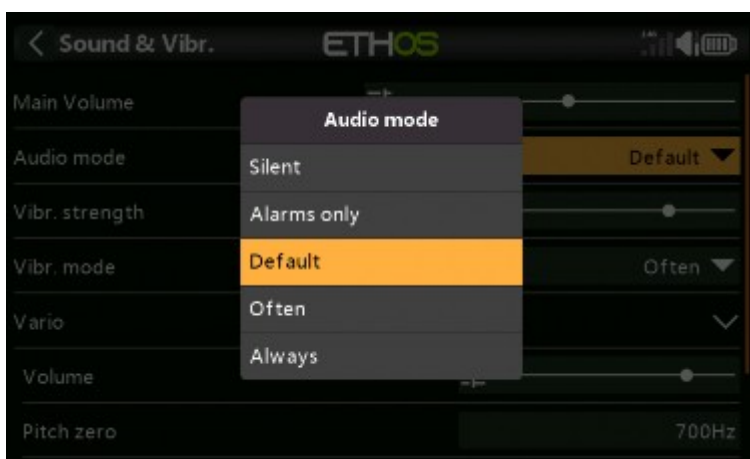 Sound & Vibr. ETHOS
Main Volume
Audio mode
Audio mode Default
Silent
Vibr. strength
Alarms only
Vibr. mode Often
Default
Vario
Often
Always
Volume
Pitch zero 700Hz